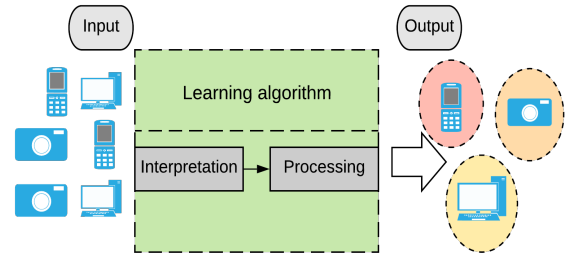 Input
Output
Learning algorithm
Interpretation
Processing